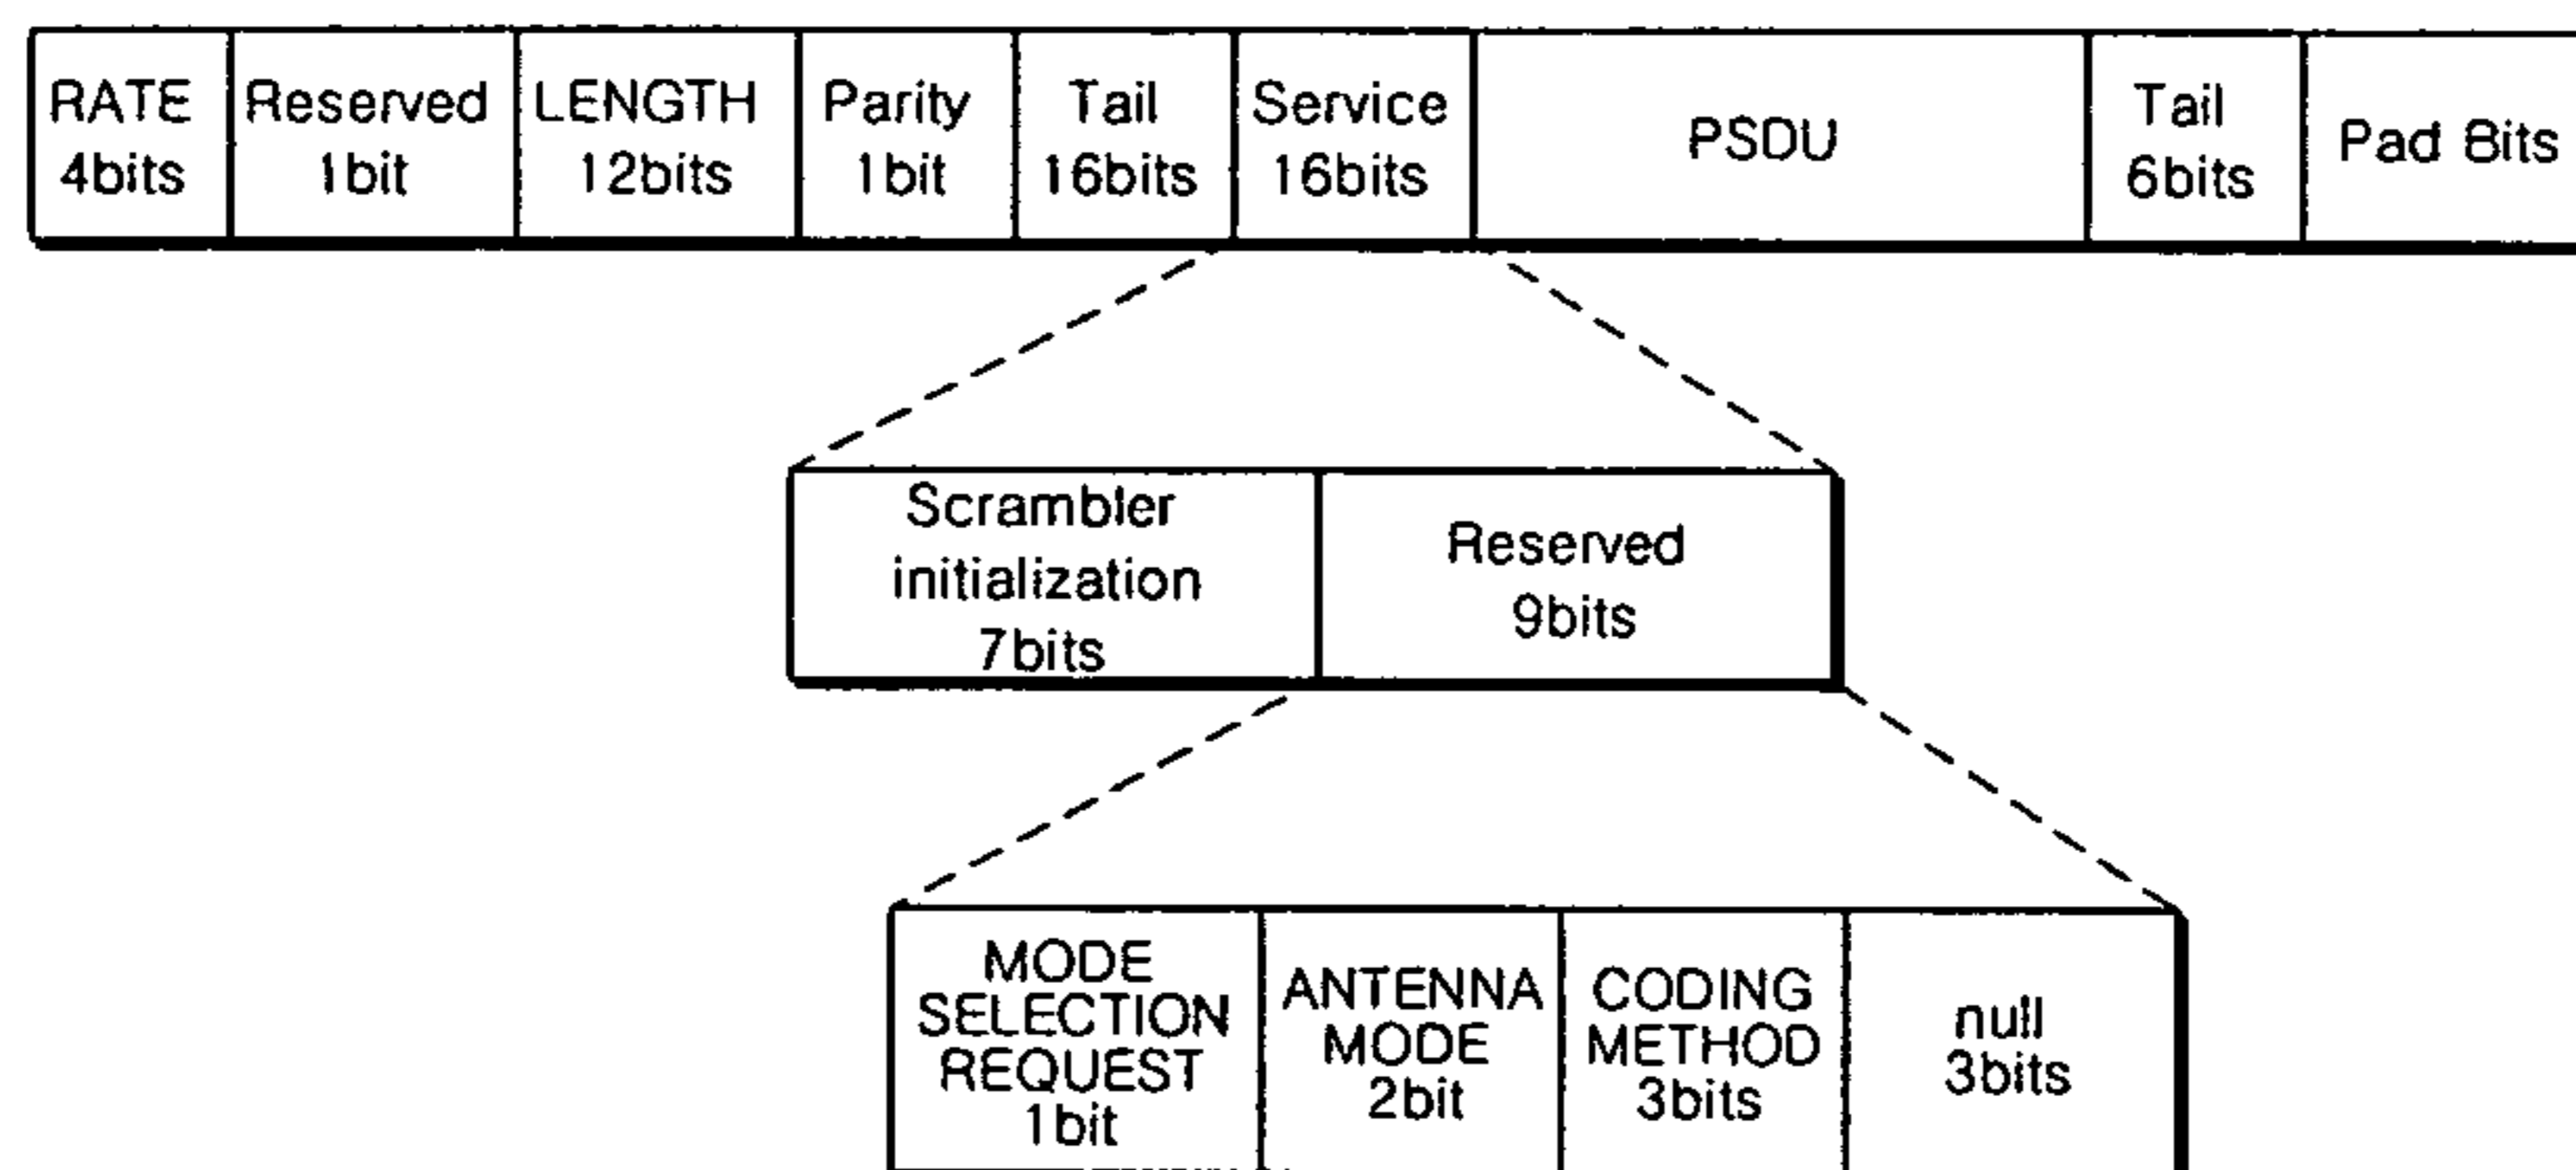 RATE
4bits
Reserved
1bit
LENGTH
12bits
Parity
1bit
Tail
16bits
Service
16bits
PSDU
Tail
6bits
Pad Bits
Scrambler
initialization
7bits
Reserved
9bits
MODE
SELECTION
REQUEST
1bit
ANTENNA
MODE
2bit
CODING
METHOD
3bits
null
3bits